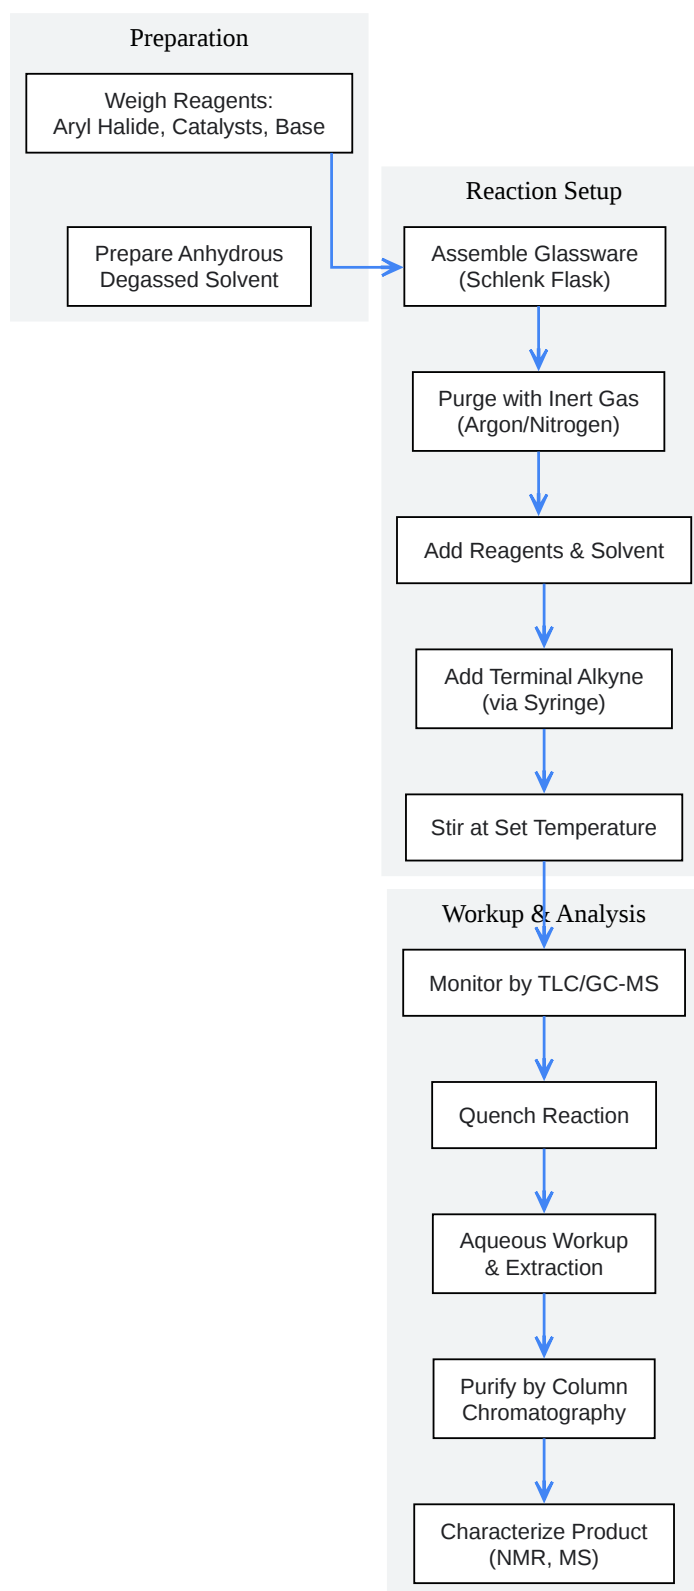 Preparation
Weigh Reagents:
Aryl Halide, Catalysts, Base
Prepare Anhydrous
Degassed Solvent
Reaction Setup
Assemble Glassware
(Schlenk Flask)
Purge with Inert Gas
(Argon/Nitrogen)
Add Reagents & Solvent
Add Terminal Alkyne
(via Syringe)
Stir at Set Temperature
Workup & Analysis
Monitor by TLC/GC-MS
Quench Reaction
Aqueous Workup
& Extraction
Purify by Column
Chromatography
Characterize Product
(NMR, MS)